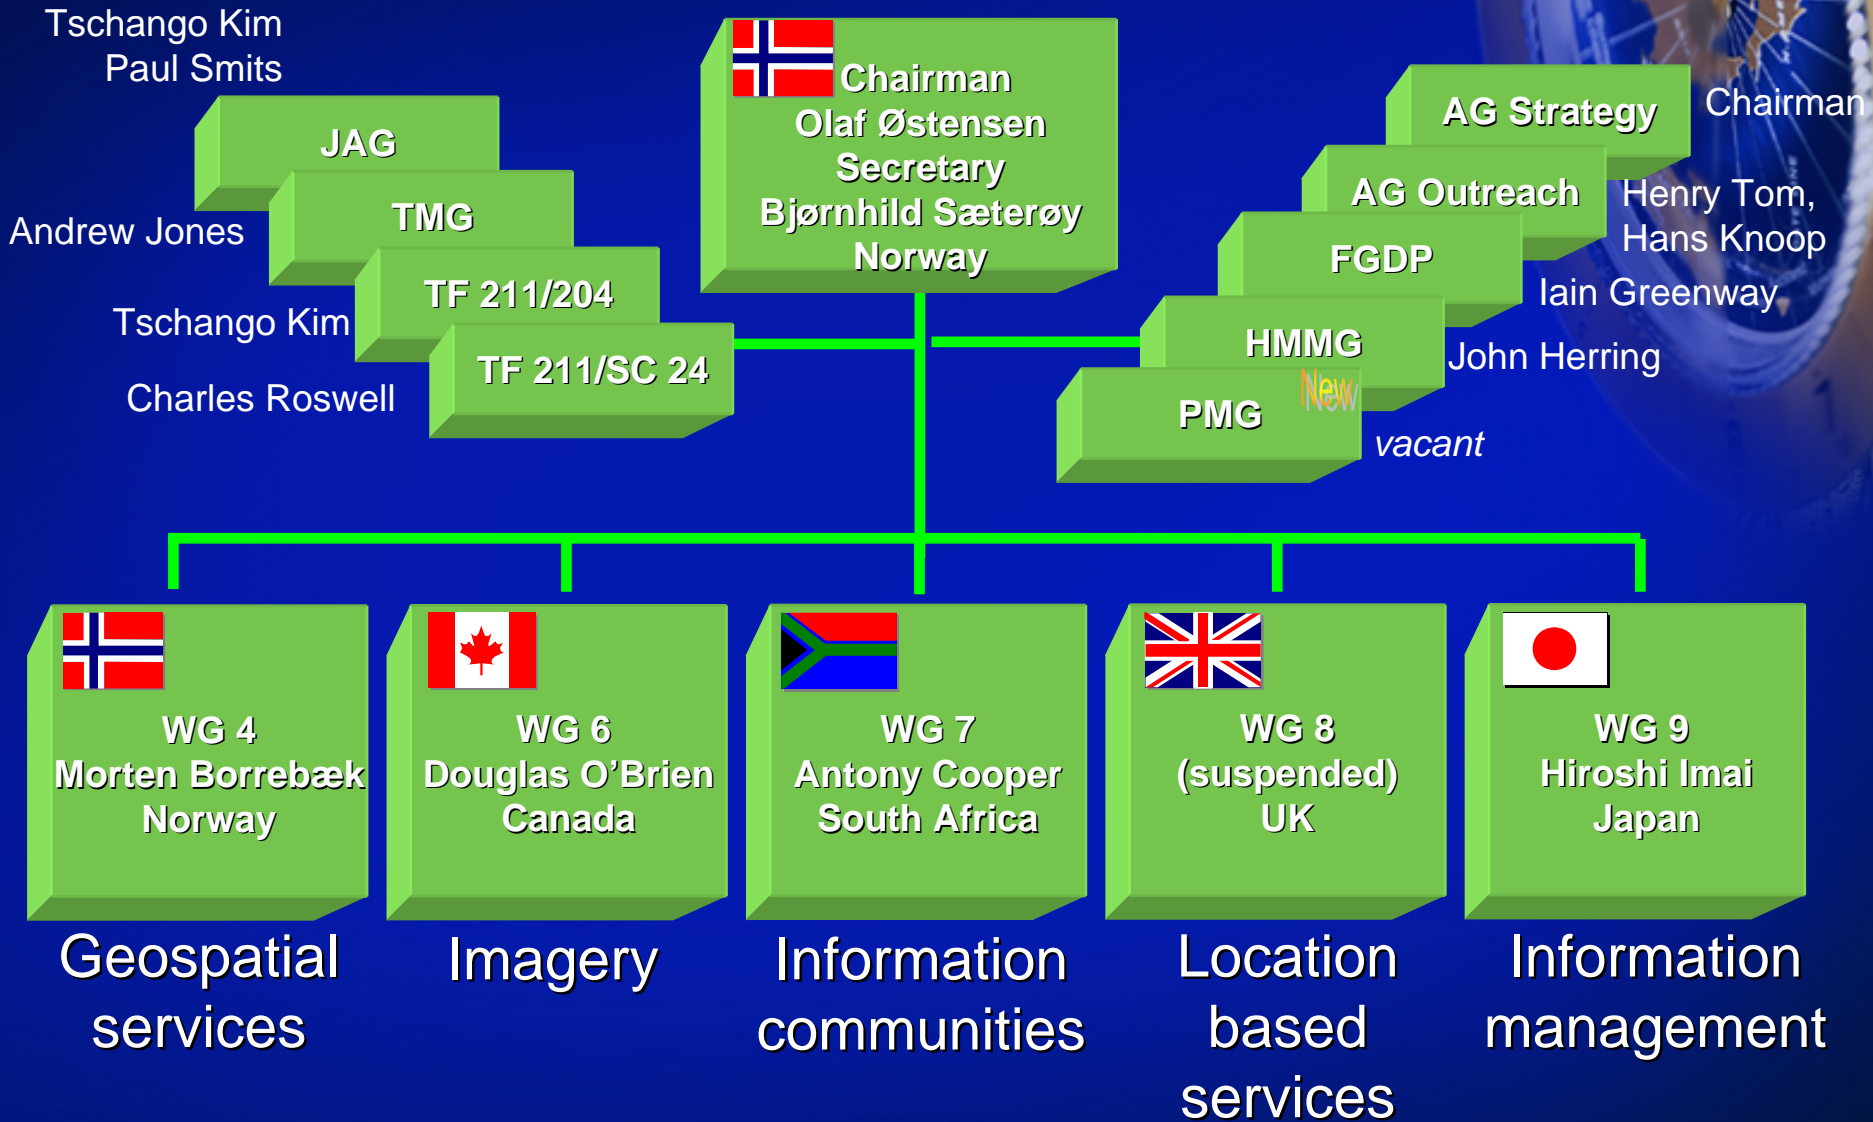 Tschango Kim
Paul Smits
JAG
TMG
Andrew Jones
TF 211/204
Tschango Kim
TF 211/SC 24
Charles Roswell
Chairman
Olaf Østensen
Secretary
Bjørnhild Sæterøy
Norway
AG Strategy
Chairman
AG Outreach
Henry Tom,
Hans Knoop
FGDP
Iain Greenway
HMMG
John Herring
PMG
New
vacant
WG 4
Morten Borrebæk
Norway
Geospatial
services
WG 6
Douglas O’Brien
Canada
Imagery
WG 7
Antony Cooper
South Africa
Information
communities
WG 8
(suspended)
UK
Location
based
services
WG 9
Hiroshi Imai
Japan
Information
management